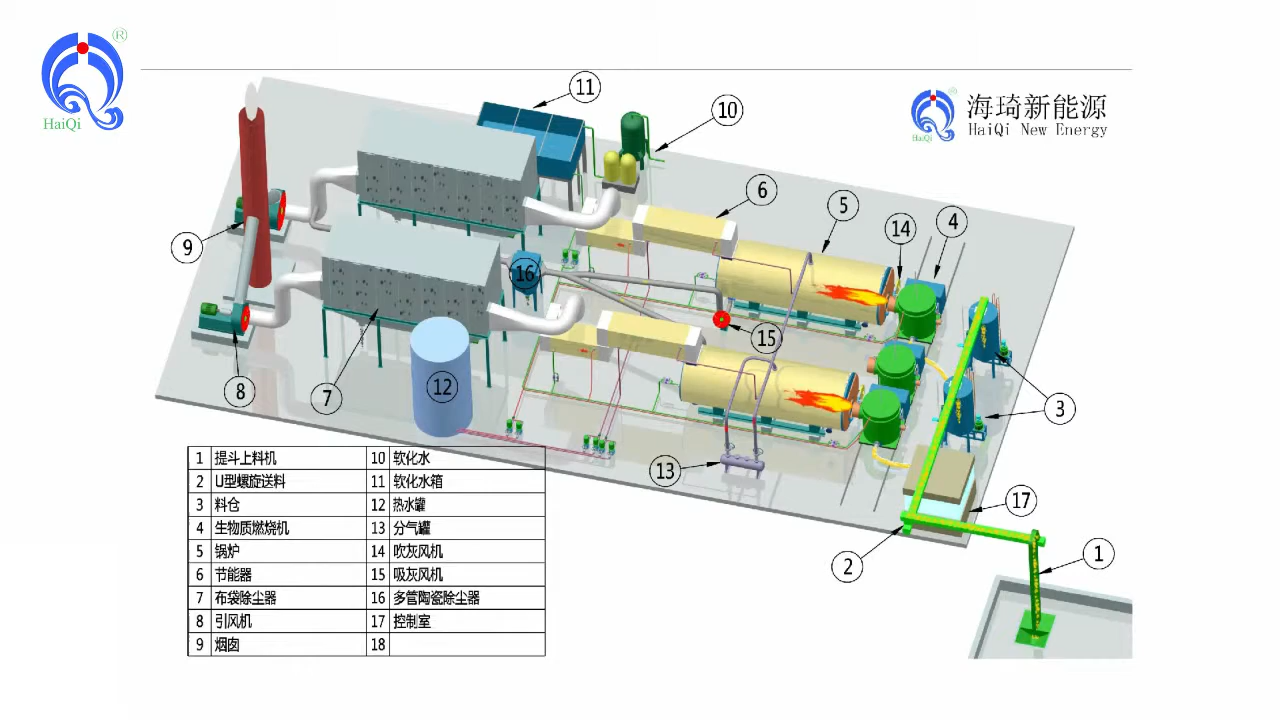 ®
HaiQi
海琦新能源
HaiQi New Energy
HaiQi
11
10
6
5
14
4
9
16
15
3
8
7
12
13
17
2
1
1 提斗上料机 10 软化水
2 U型螺旋送料 11 软化水箱
3 料仓 12 热水罐
4 生物质燃烧机 13 分气罐
5 锅炉 14 吹灰风机
6 节能器 15 吸灰风机
7 布袋除尘器 16 多管陶瓷除尘器
8 引风机 17 控制室
9 烟囱 18